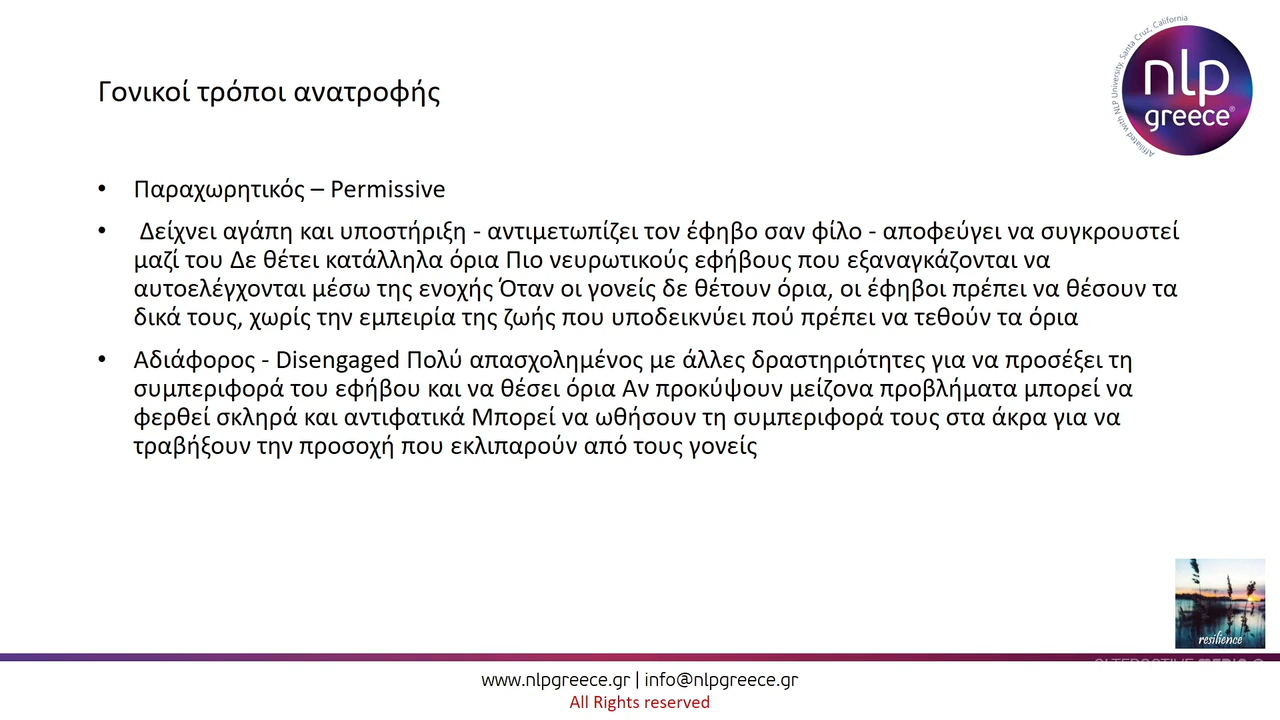 Γονικοί τρόποι ανατροφής
Affiliated with NLP University, Santa Cruz, California
nlp
greece®
• Παραχωρητικός – Permissive
• Δείχνει αγάπη και υποστήριξη - αντιμετωπίζει τον έφηβο σαν φίλο - αποφεύγει να συγκρουστεί
μαζί του Δε θέτει κατάλληλα όρια Πιο νευρωτικούς εφήβους που εξαναγκάζονται να
αυτοελέγχονται μέσω της ενοχής Όταν οι γονείς δε θέτουν όρια, οι έφηβοι πρέπει να θέσουν τα
δικά τους, χωρίς την εμπειρία της ζωής που υποδεικνύει πού πρέπει να τεθούν τα όρια
• Αδιάφορος - Disengaged Πολύ απασχολημένος με άλλες δραστηριότητες για να προσέξει τη
συμπεριφορά του εφήβου και να θέσει όρια Αν προκύψουν μείζονα προβλήματα μπορεί να
φερθεί σκληρά και αντιφατικά Μπορεί να ωθήσουν τη συμπεριφορά τους στα άκρα για να
τραβήξουν την προσοχή που εκλιπαρούν από τους γονείς
resilience
www.nlpgreece.gr | info@nlpgreece.gr
All Rights reserved